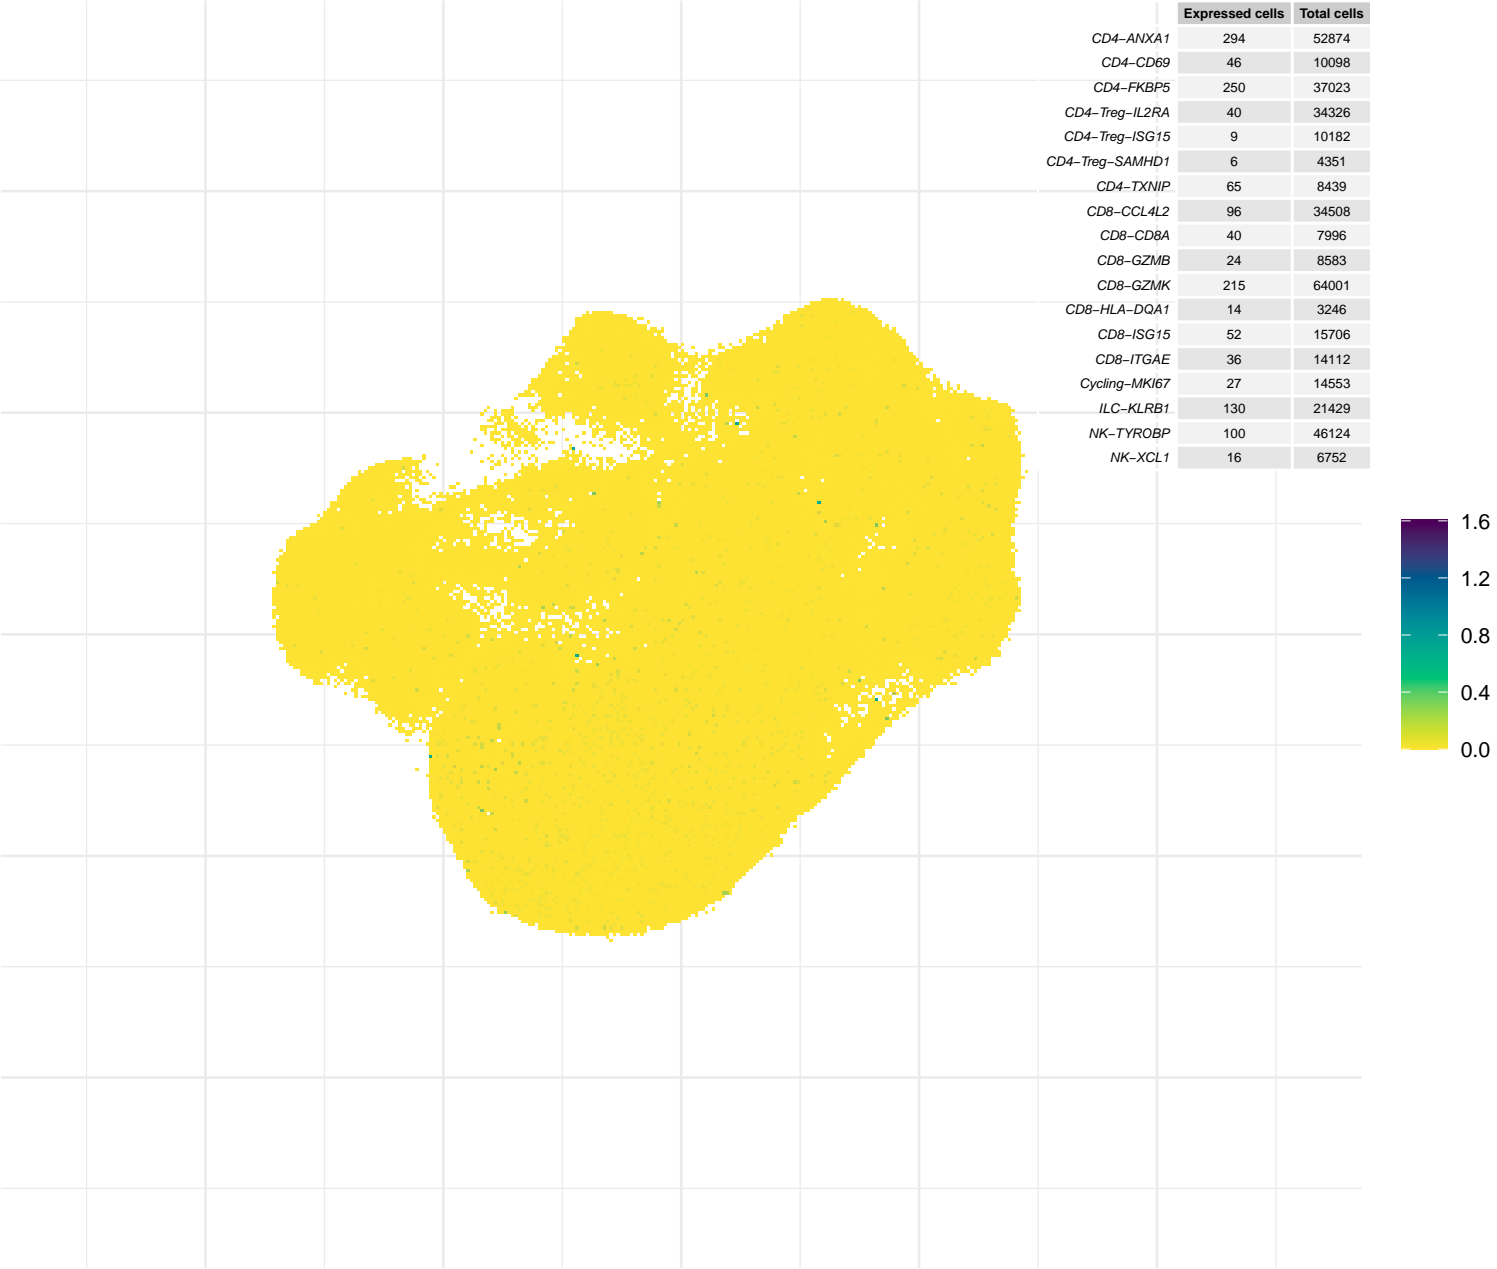 Expressed cells Total cells
CD4−ANXA1 294 52874
CD4−CD69 46 10098
CD4−FKBP5 250 37023
CD4−Treg−IL2RA 40 34326
CD4−Treg−ISG15 9 10182
CD4−Treg−SAMHD1 6 4351
CD4−TXNIP 65 8439
CD8−CCL4L2 96 34508
CD8−CD8A 40 7996
CD8−GZMB 24 8583
CD8−GZMK 215 64001
CD8−HLA−DQA1 14 3246
CD8−ISG15 52 15706
CD8−ITGAE 36 14112
Cycling−MKI67 27 14553
ILC−KLRB1 130 21429
NK−TYROBP 100 46124
NK−XCL1 16 6752
1.6
1.2
0.8
0.4
0.0